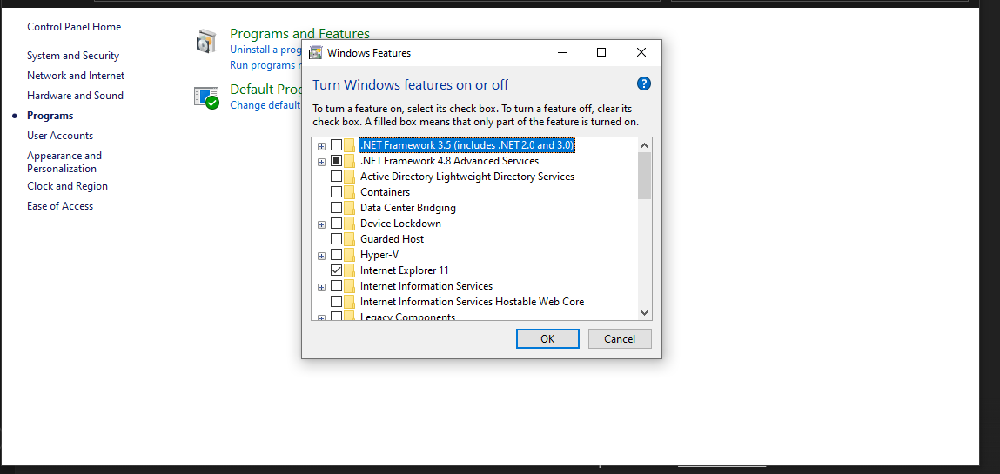 Control Panel Home
System and Security
Network and Internet
Hardware and Sound
Programs
User Accounts
Appearance and
Personalization
Clock and Region
Ease of Access
Programs and Features
Uninstall a prog
Run programs
Default Prog
Change default
Windows Features
Turn Windows features on or off
?
To turn a feature on, select its check box. To turn a feature off, clear its
check box. A filled box means that only part of the feature is turned on.
.NET Framework 3.5 (includes .NET 2.0 and 3.0)
.NET Framework 4.8 Advanced Services
Active Directory Lightweight Directory Services
Containers
Data Center Bridging
Device Lockdown
Guarded Host
Hyper-V
Internet Explorer 11
Internet Information Services
Internet Information Services Hostable Web Core
Legacy Components
OK
Cancel